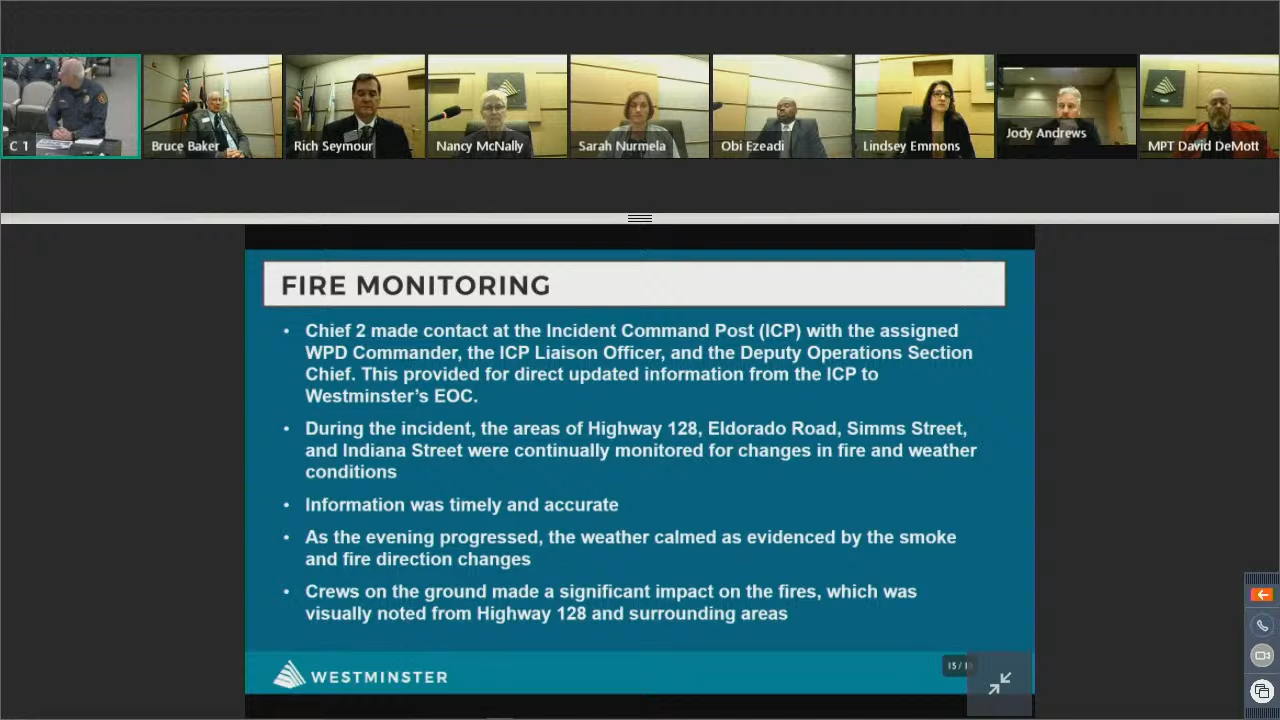 C 1
Bruce Baker
Rich Seymour
Nancy McNally
Sarah Nurmela
Obi Ezeadi
Lindsey Emmons
Jody Andrews
MPT David DeMott
FIRE MONITORING
• Chief 2 made contact at the Incident Command Post (ICP) with the assigned
WPD Commander, the ICP Liaison Officer, and the Deputy Operations Section
Chief. This provided for direct updated information from the ICP to
Westminster’s EOC.
• During the incident, the areas of Highway 128, Eldorado Road, Simms Street,
and Indiana Street were continually monitored for changes in fire and weather
conditions
• Information was timely and accurate
• As the evening progressed, the weather calmed as evidenced by the smoke
and fire direction changes
• Crews on the ground made a significant impact on the fires, which was
visually noted from Highway 128 and surrounding areas
WESTMINSTER
15 /